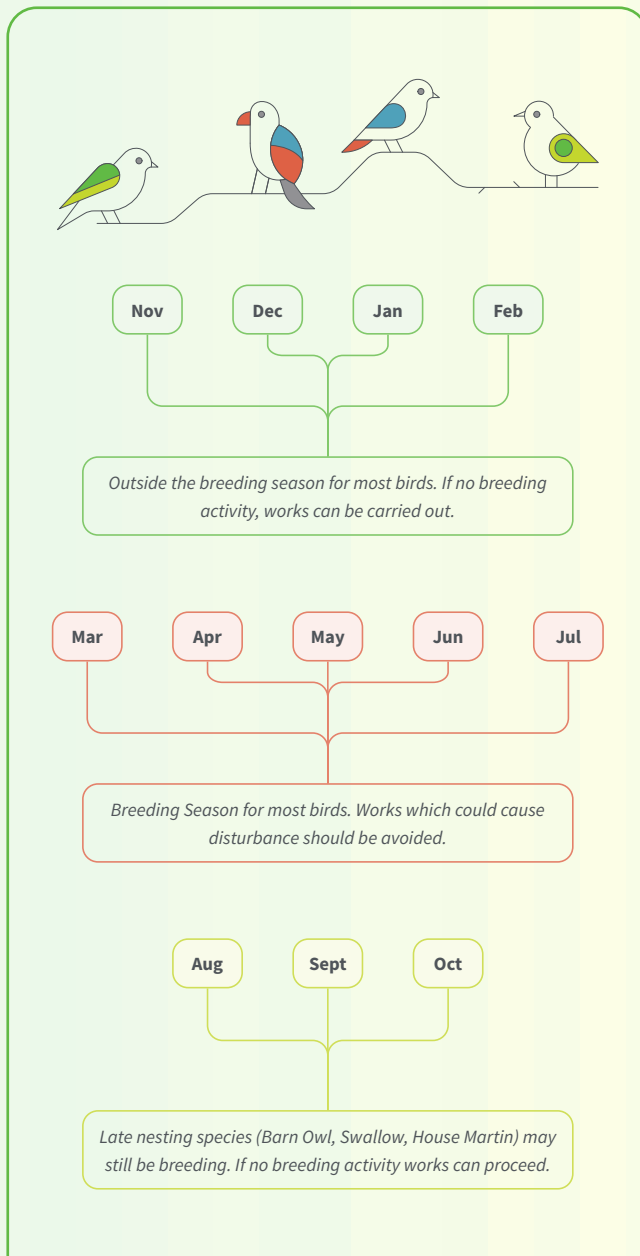 Nov
Dec
Jan
Feb
Outside the breeding season for most birds. If no breeding
activity, works can be carried out.
Mar
Apr
May
Jun
Jul
Breeding Season for most birds. Works which could cause
disturbance should be avoided.
Aug
Sept
Oct
Late nesting species (Barn Owl, Swallow, House Martin) may
still be breeding. If no breeding activity works can proceed.